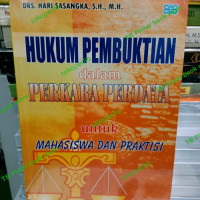 DRS. HARI SASANGKA, S.H., M.H.
HUKUM PEMBUKTIAN
dalam
PERKARA PERDATA
untuk
MAHASISWA DAN PRAKTISI